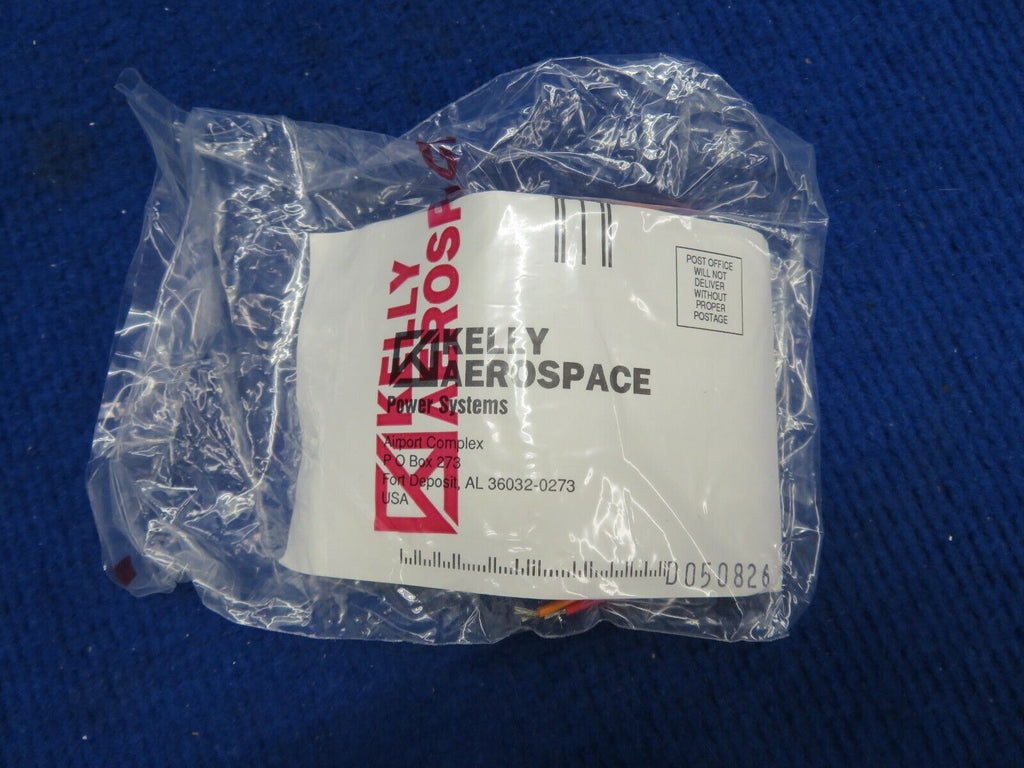 KELLY
AEROSPA
POST OFFICE
WILL NOT
DELIVER
WITHOUT
PROPER
POSTAGE
KELLY
AEROSPACE
Power Systems
Airport Complex
P O Box 273
Fort Deposit, AL 36032-0273
USA
D050826